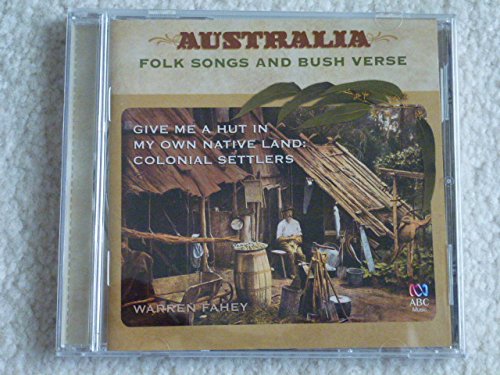 AUSTRALIA
FOLK SONGS AND BUSH VERSE
GIVE ME A HUT IN
MY OWN NATIVE LAND:
COLONIAL SETTLERS
WARREN FAHEY
ABC
Music